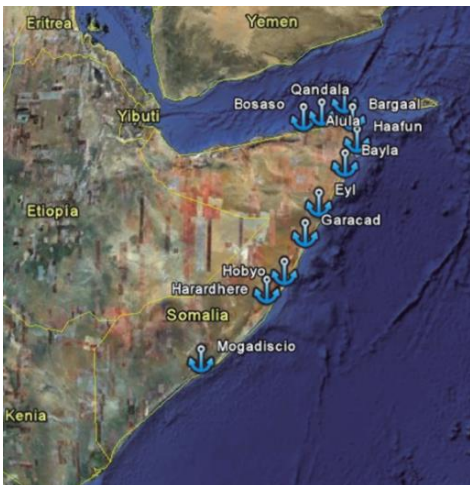 Eritrea
Yemen
Qandala
Bosaso
Bargaal
Alula
Yibuti
Haafun
Bayla
Eyl
Etiopia
Garacad
Hobyo
Harardhere
Somalia
Mogadiscio
Kenia